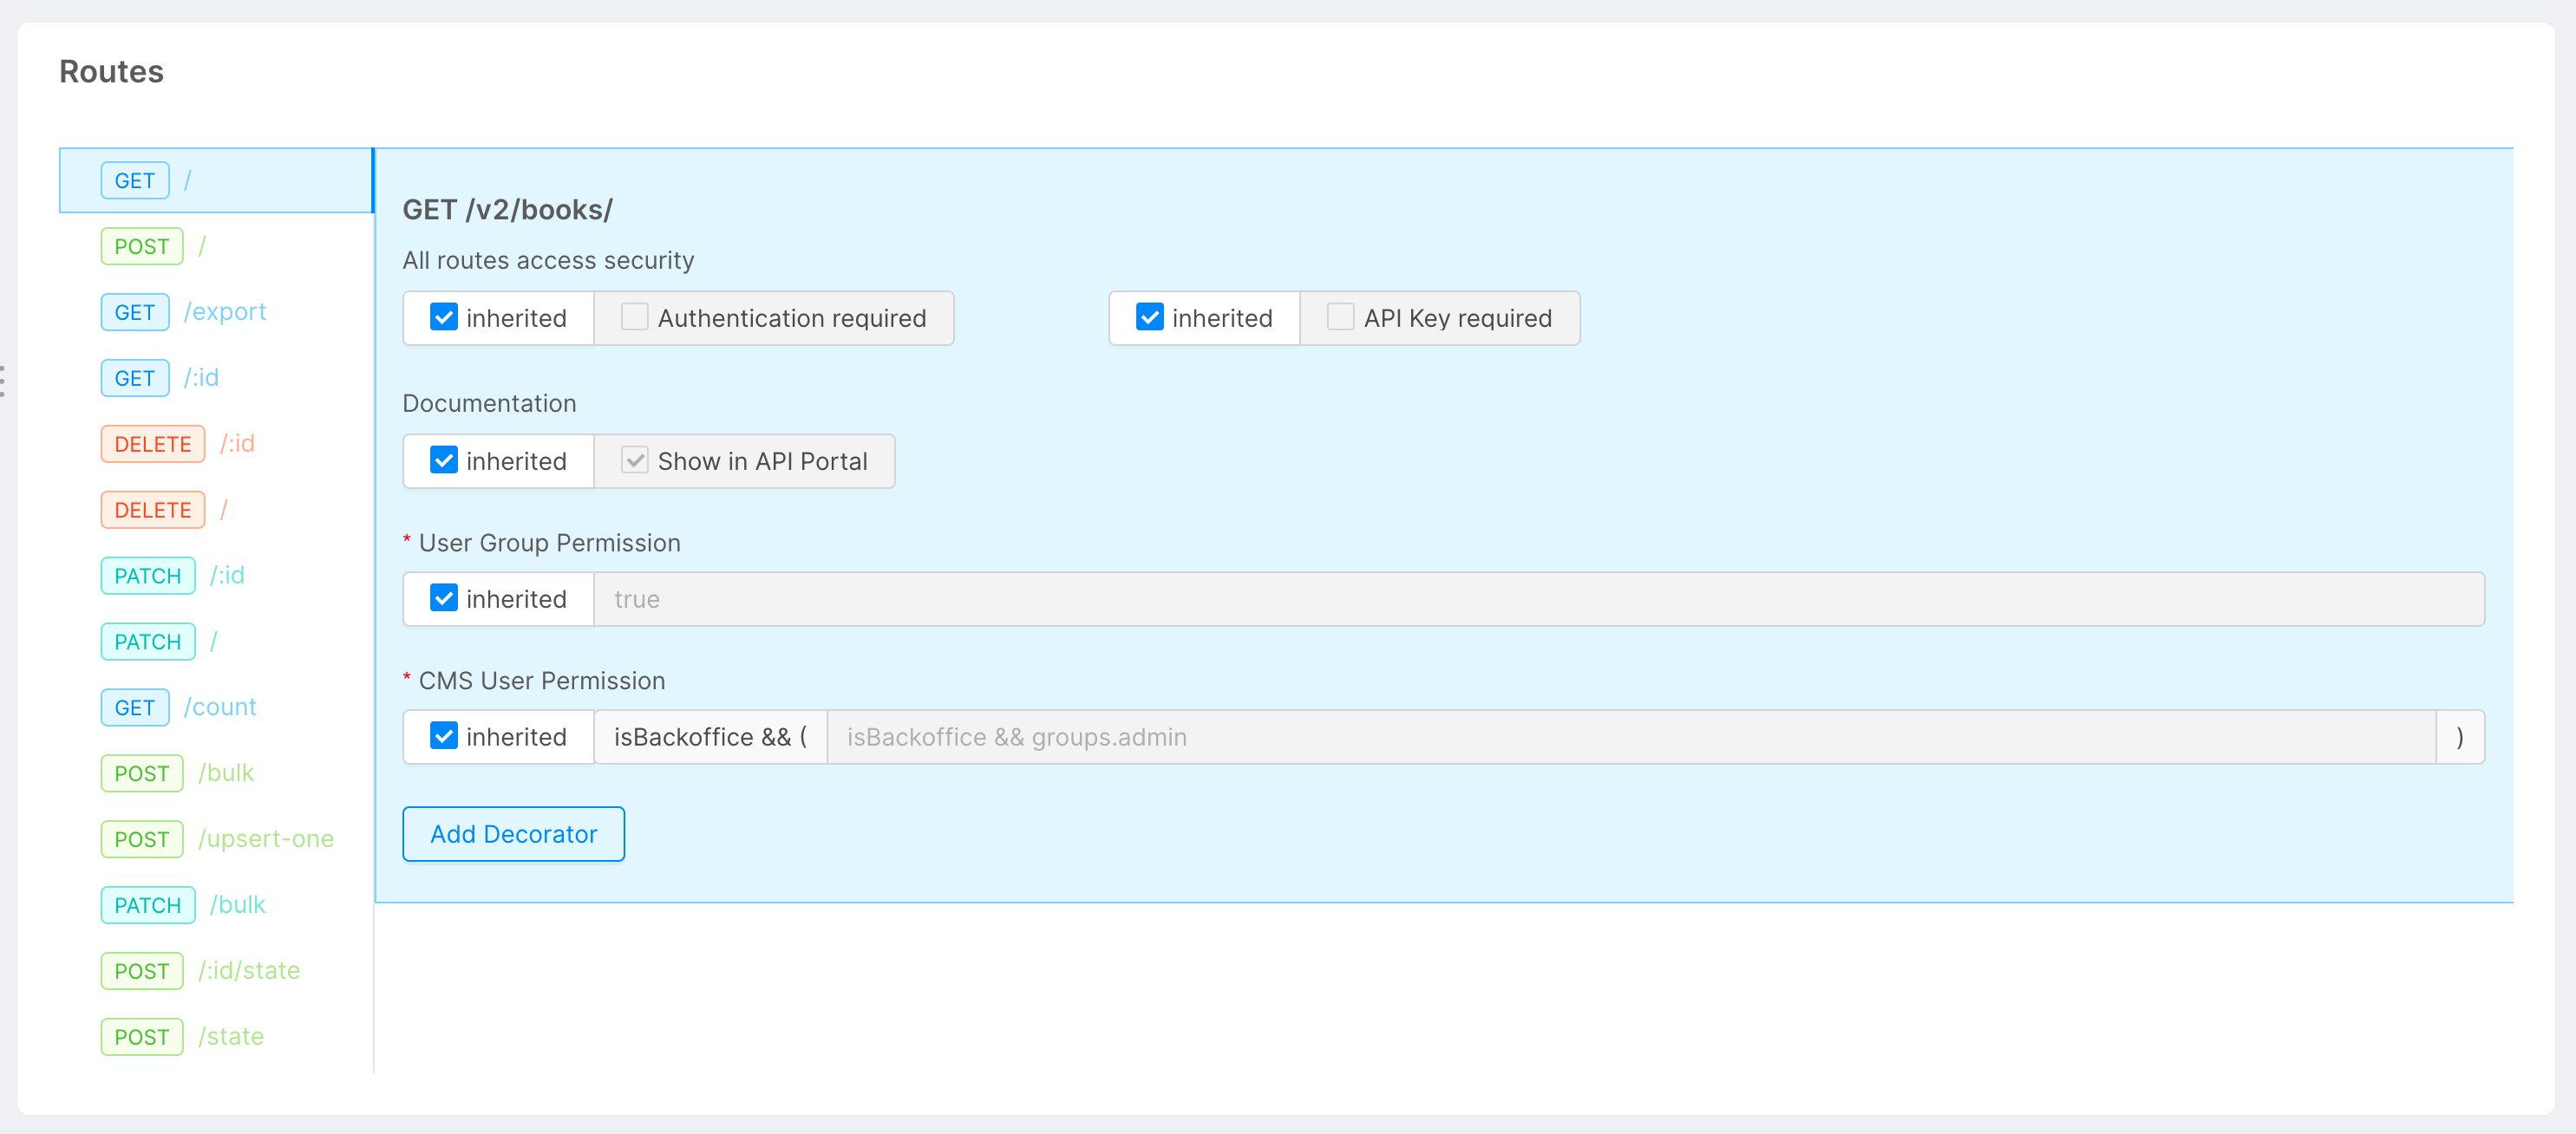 Routes
GET /
POST /
GET /export
GET /:id
DELETE /:id
DELETE /
PATCH /:id
PATCH /
GET /count
POST /bulk
POST /upsert-one
PATCH /bulk
POST /:id/state
POST /state
GET /v2/books/
All routes access security
inherited Authentication required inherited API Key required
Documentation
inherited Show in API Portal
* User Group Permission
inherited true
* CMS User Permission
inherited isBackoffice && ( isBackoffice && groups.admin )
Add Decorator